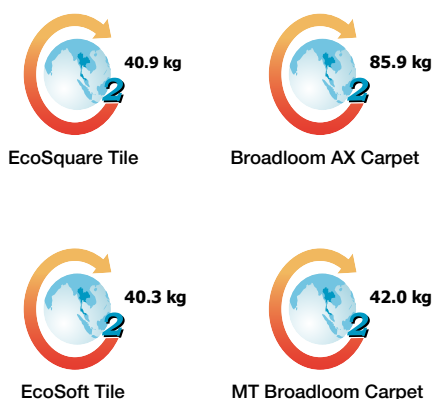 40.9 kg
2
EcoSquare Tile
85.9 kg
2
Broadloom AX Carpet
40.3 kg
2
EcoSoft Tile
42.0 kg
2
MT Broadloom Carpet